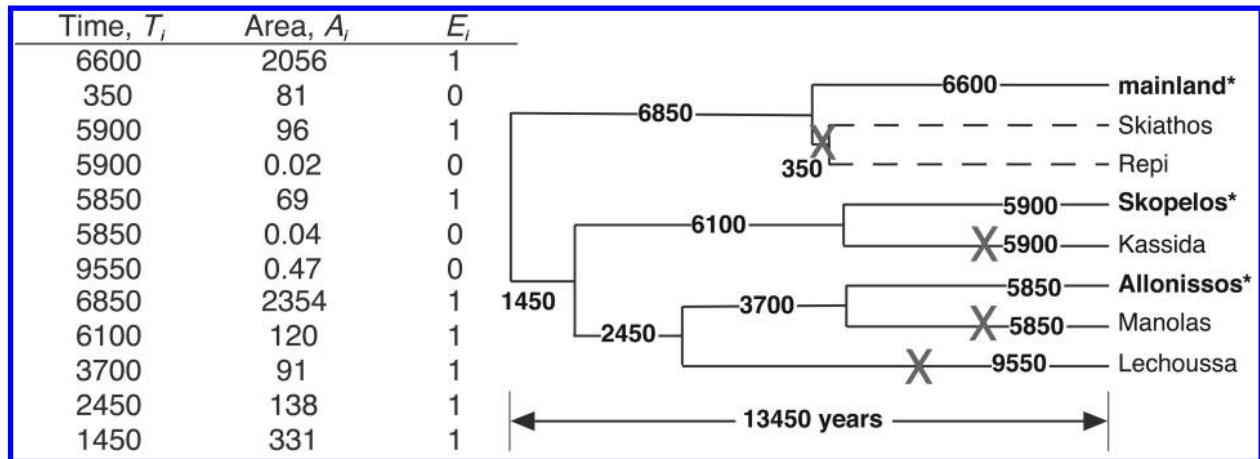 Time, Tᵢ Area, Aᵢ Eᵢ
6600 2056 1
350 81 0
5900 96 1
5900 0.02 0
5850 69 1
5850 0.04 0
9550 0.47 0
6850 2354 1
6100 120 1
3700 91 1
2450 138 1
1450 331 1
6600 mainland*
6850
Skiathos
350 Repi
5900 Skopelos*
6100
5900 Kassida
1450
5850 Allonissos*
3700
2450 5850 Manolas
9550 Lechoussa
13450 years